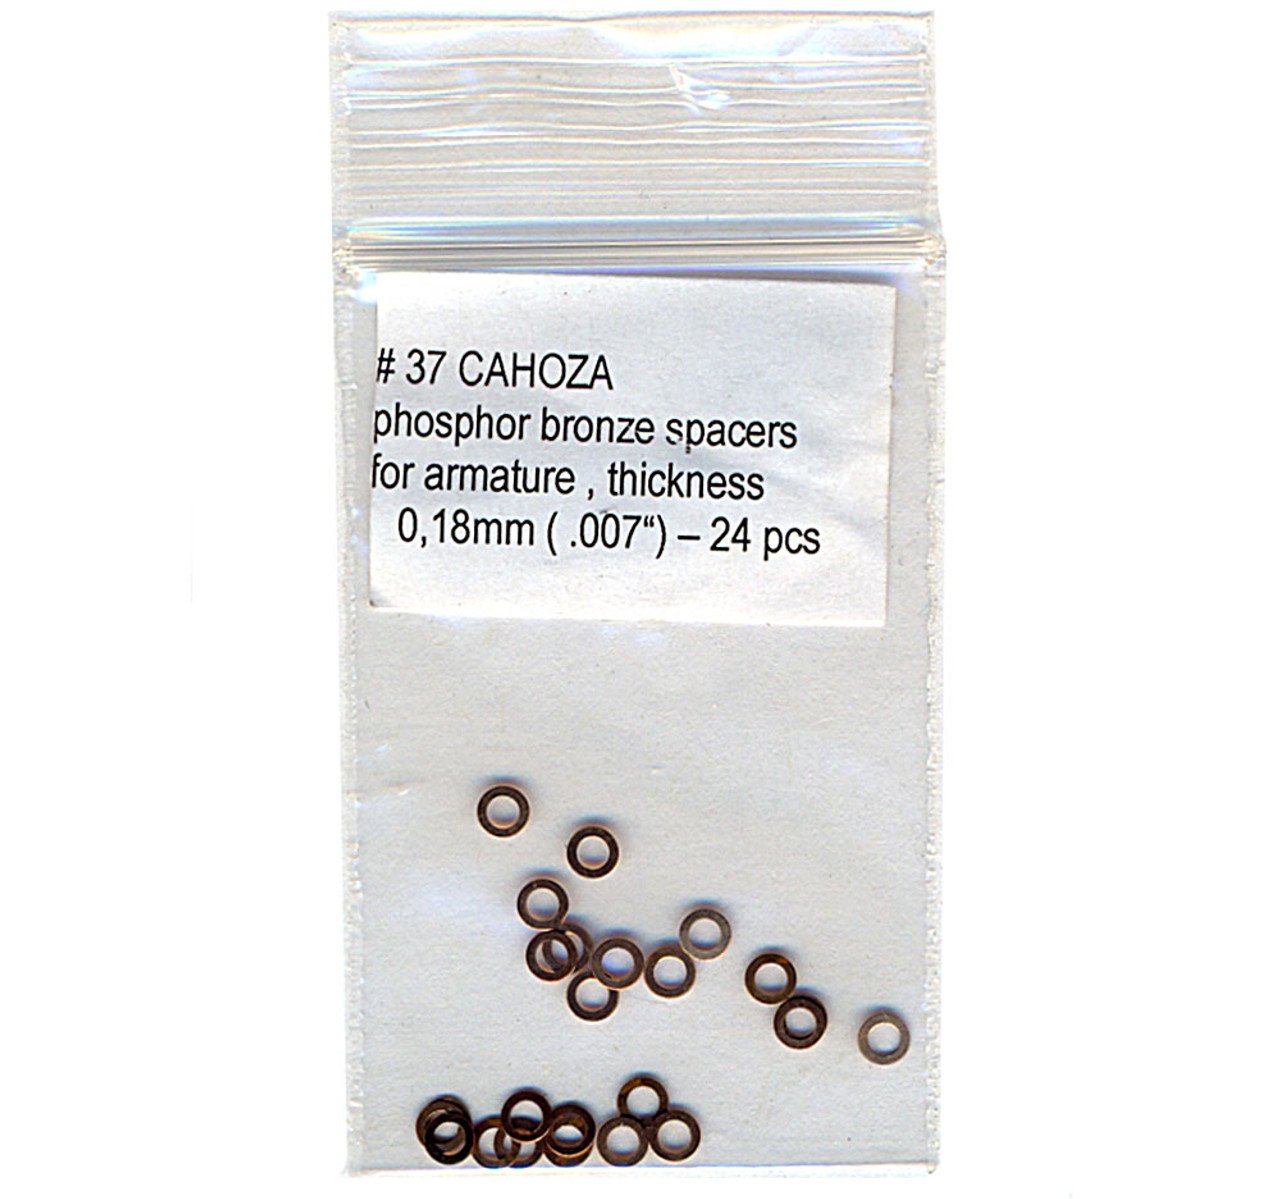 # 37 CAHOZA
phosphor bronze spacers
for armature , thickness
0,18mm ( .007“) – 24 pcs